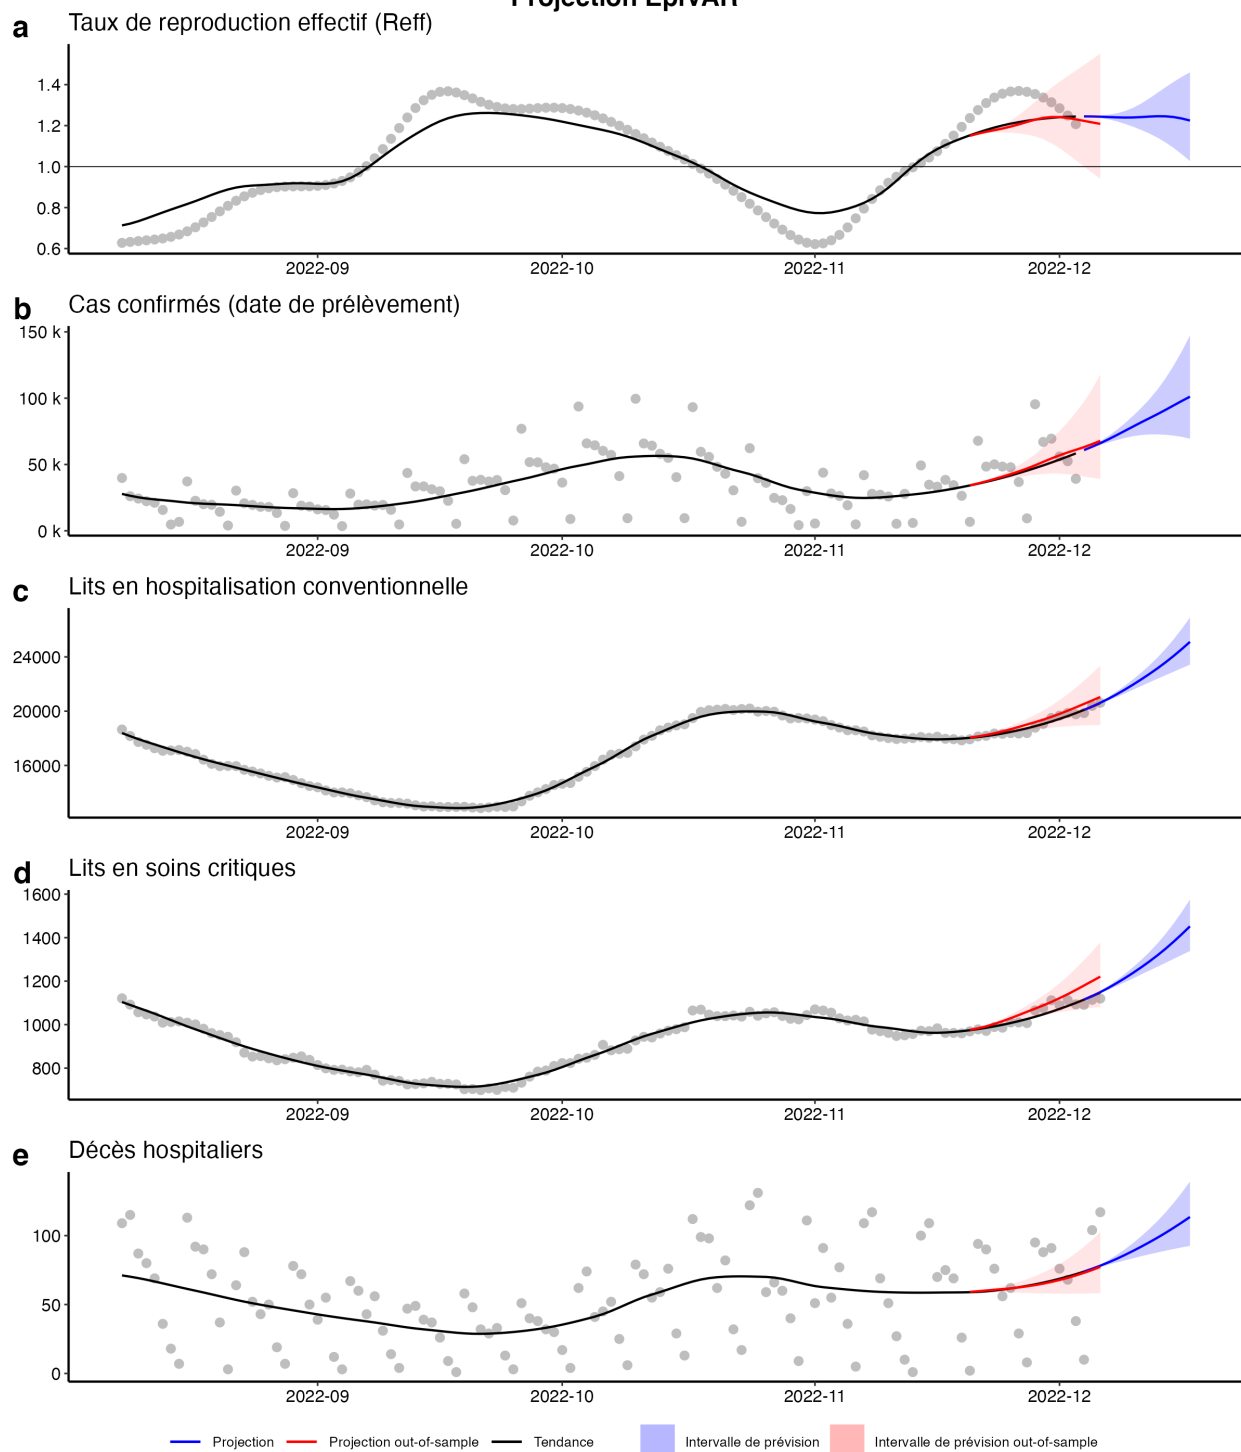 Projection EpiVAR
a
Taux de reproduction effectif (Reff)
1.4
1.2
1.0
0.8
0.6
2022-09 2022-10 2022-11 2022-12
b
Cas confirmés (date de prélèvement)
150 k
100 k
50 k
0 k
2022-09 2022-10 2022-11 2022-12
c
Lits en hospitalisation conventionnelle
24000
20000
16000
2022-09 2022-10 2022-11 2022-12
d
Lits en soins critiques
1600
1400
1200
1000
800
2022-09 2022-10 2022-11 2022-12
e
Décès hospitaliers
100
50
0
2022-09 2022-10 2022-11 2022-12
Projection Projection out-of-sample Tendance Intervalle de prévision Intervalle de prévision out-of-sample